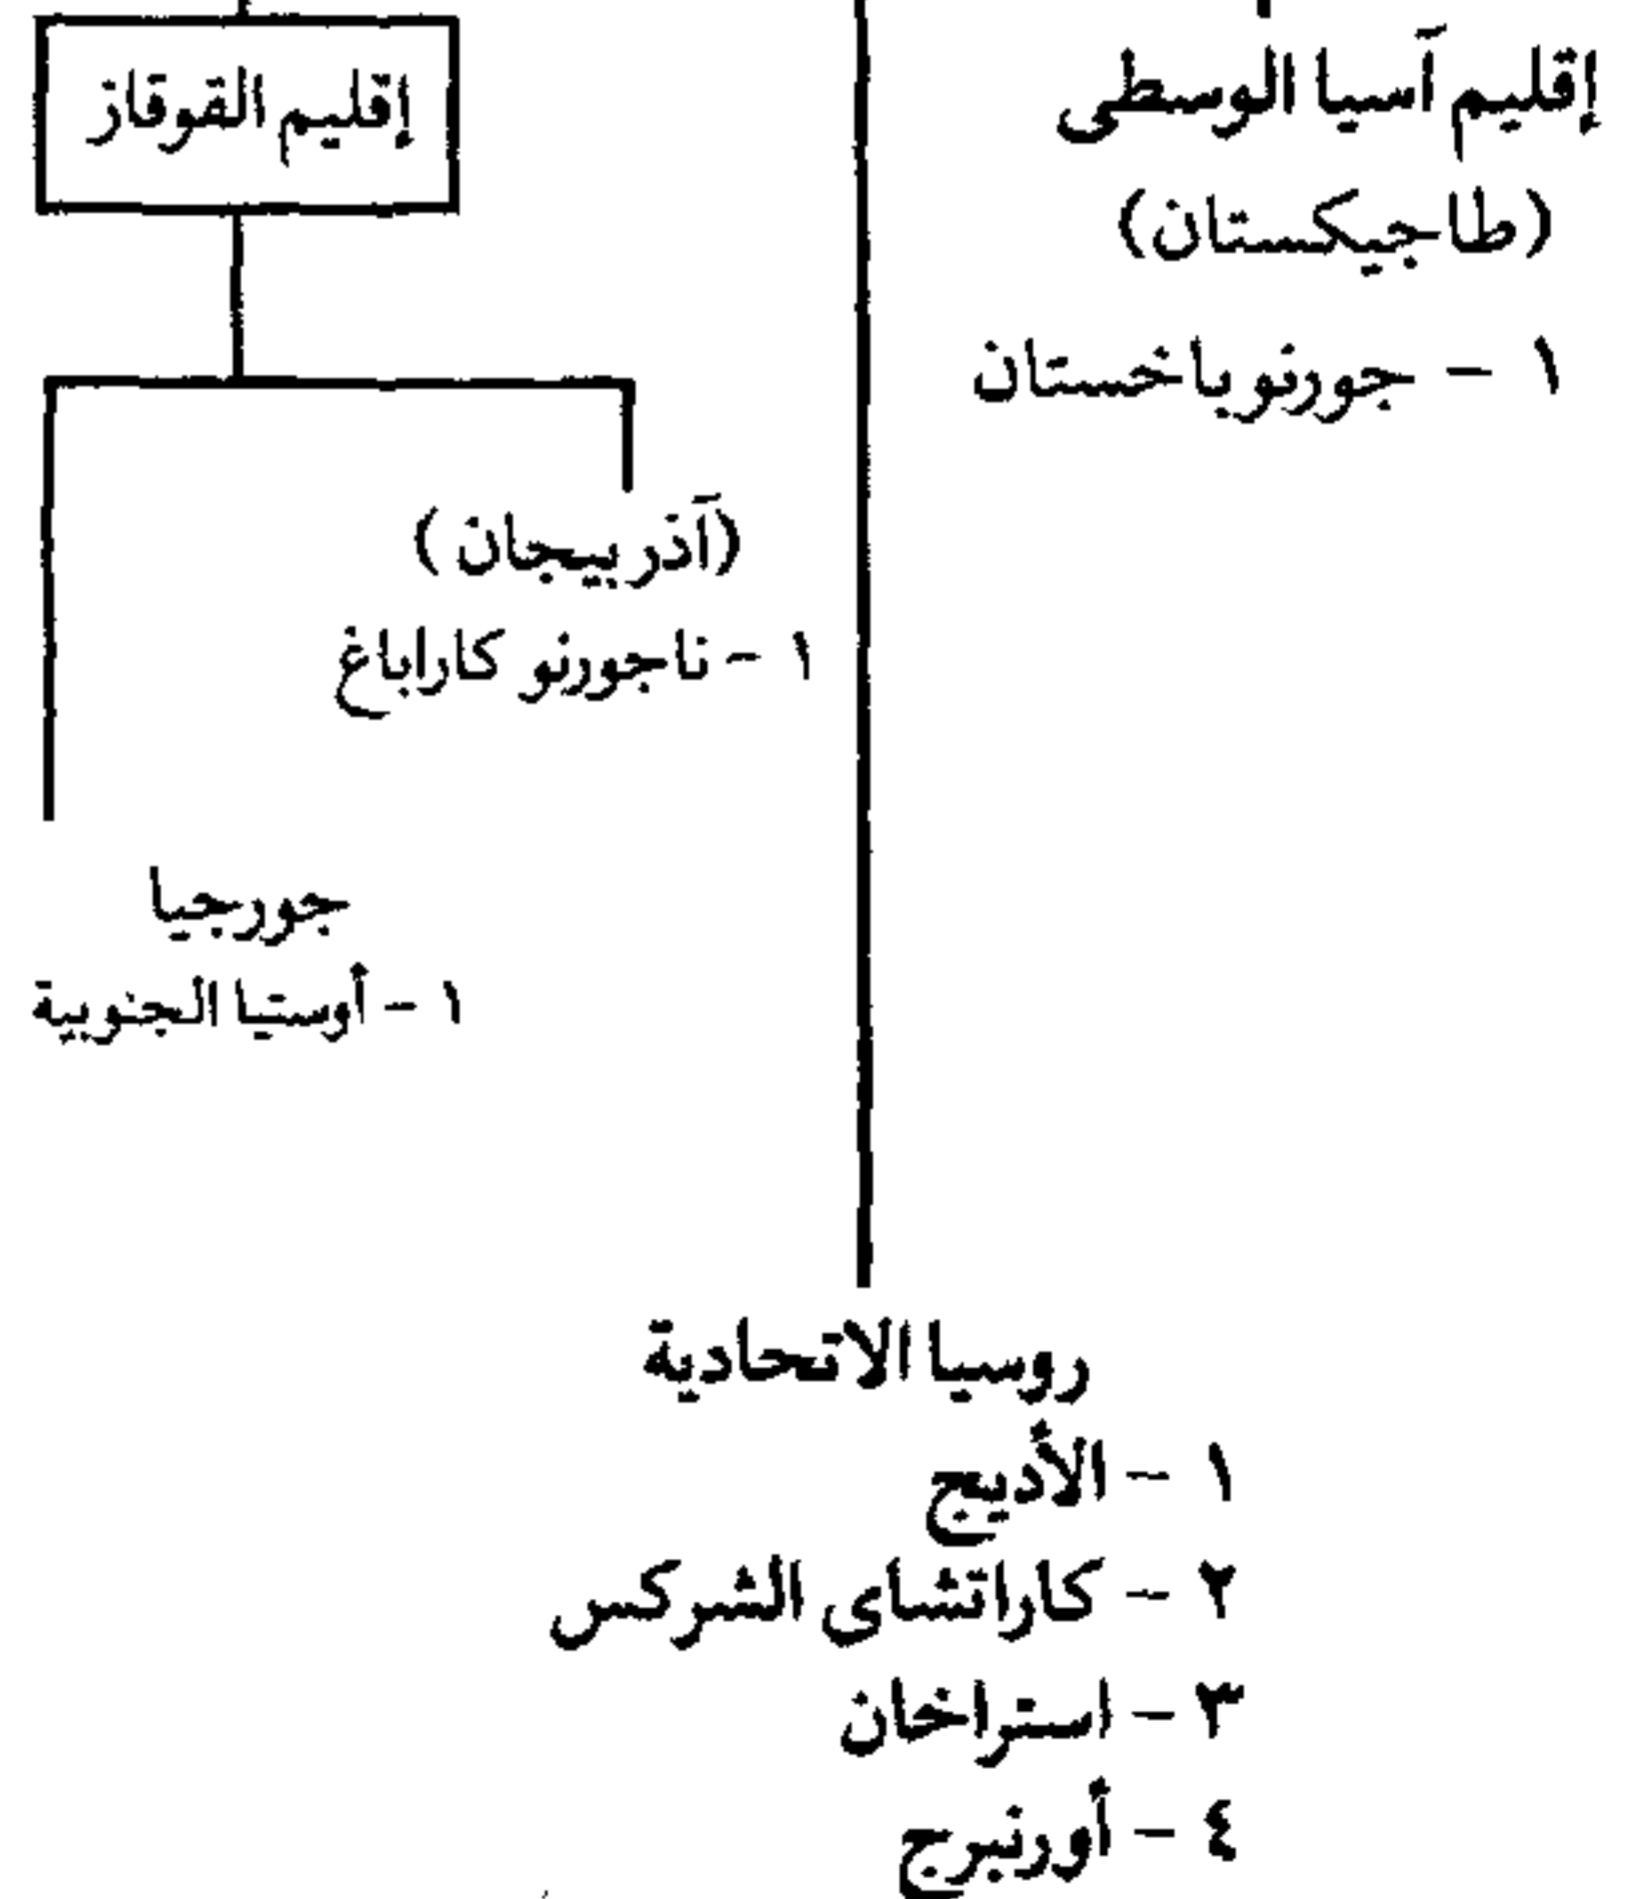 إقليم آسيا الوسطى
(طاجيكستان)
١ - جورنوباخستان
إقليم القوقاز
(آذربيجان)
١ - ناجورنو كاراباغ
جورجيا
١ - أوستيا الجنوبية
روسيا الاتحادية
١ - الأديج
٢ - كاراتشاى الشركس
٣ - استراخان
٤ - أورنبرج